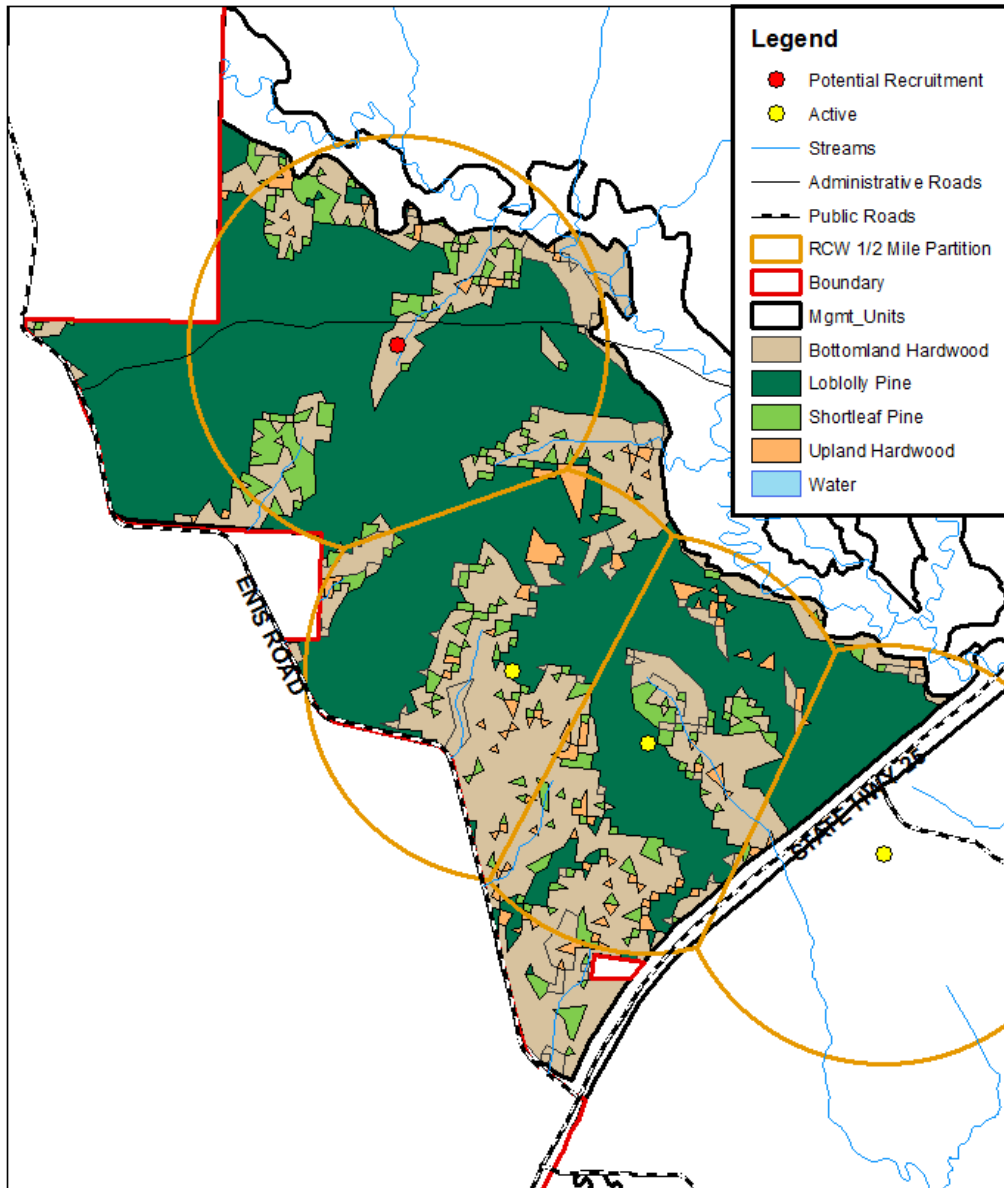 Legend
Potential Recruitment
Active
Streams
Administrative Roads
Public Roads
RCW 1/2 Mile Partition
Boundary
Mgmt_Units
Bottomland Hardwood
Loblolly Pine
Shortleaf Pine
Upland Hardwood
Water
ENIS ROAD
STATE HWY 25